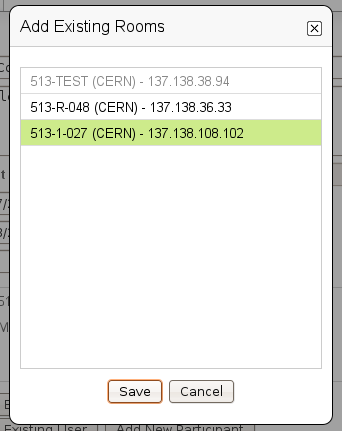 Add Existing Rooms
513-TEST (CERN) - 137.138.38.94
513-R-048 (CERN) - 137.138.36.33
513-1-027 (CERN) - 137.138.108.102
Save Cancel
Existing User Add New Participant